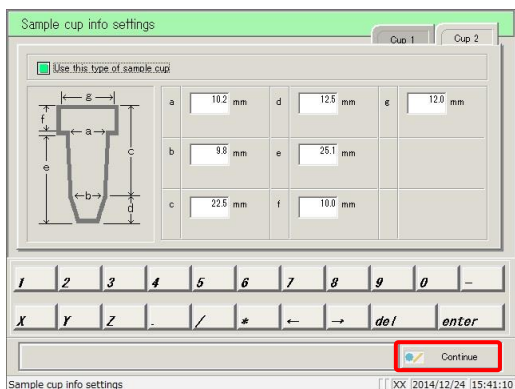 Sample cup info settings
Cup 1 Cup 2
Use this type of sample cup
g
f
a
c
e
b
d
a 10.2 mm d 12.5 mm g 12.0 mm
b 9.8 mm e 25.1 mm
c 22.5 mm f 10.0 mm
1 2 3 4 5 6 7 8 9 0 –
X Y Z . / * ← → del enter
Continue
Sample cup info settings XX 2014/12/24 15:41:10